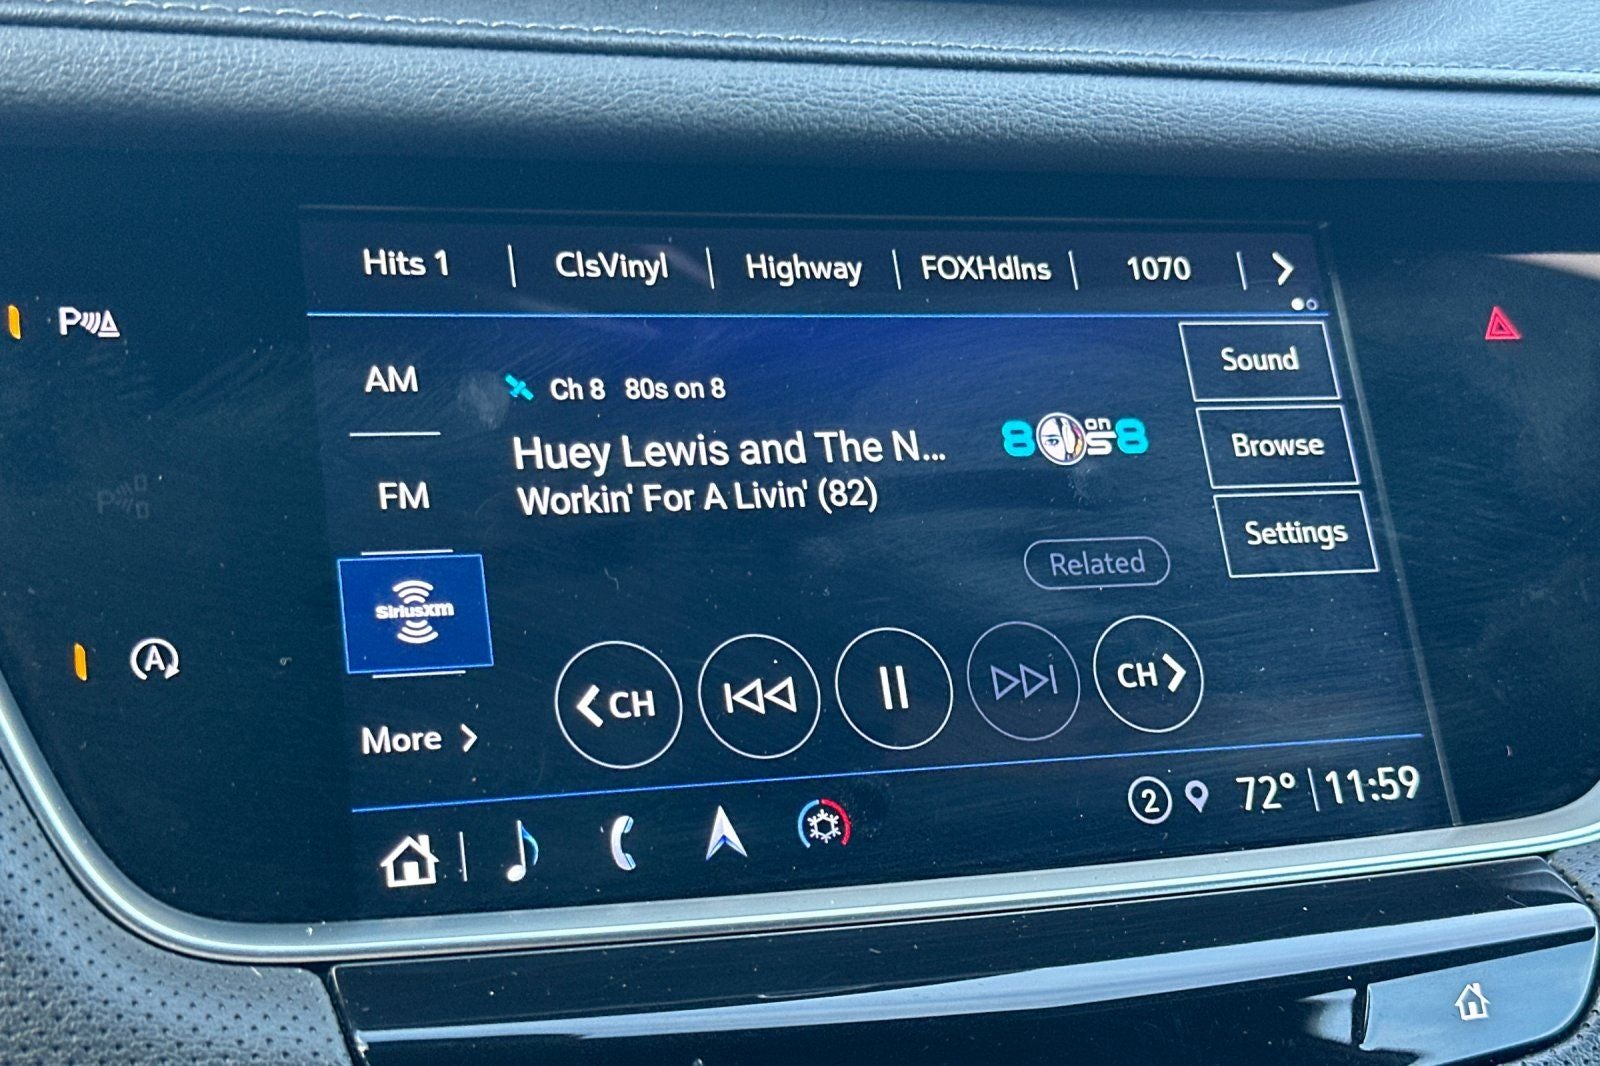 Hits 1 | ClsVinyl | Highway | FOXHdlns | 1070
AM
FM
SiriusXM
More
Ch 8 80s on 8
Huey Lewis and The N...
Workin' For A Livin' (82)
80s on 8
Related
Sound
Browse
Settings
CH
CH
2
72° | 11:59
P
A